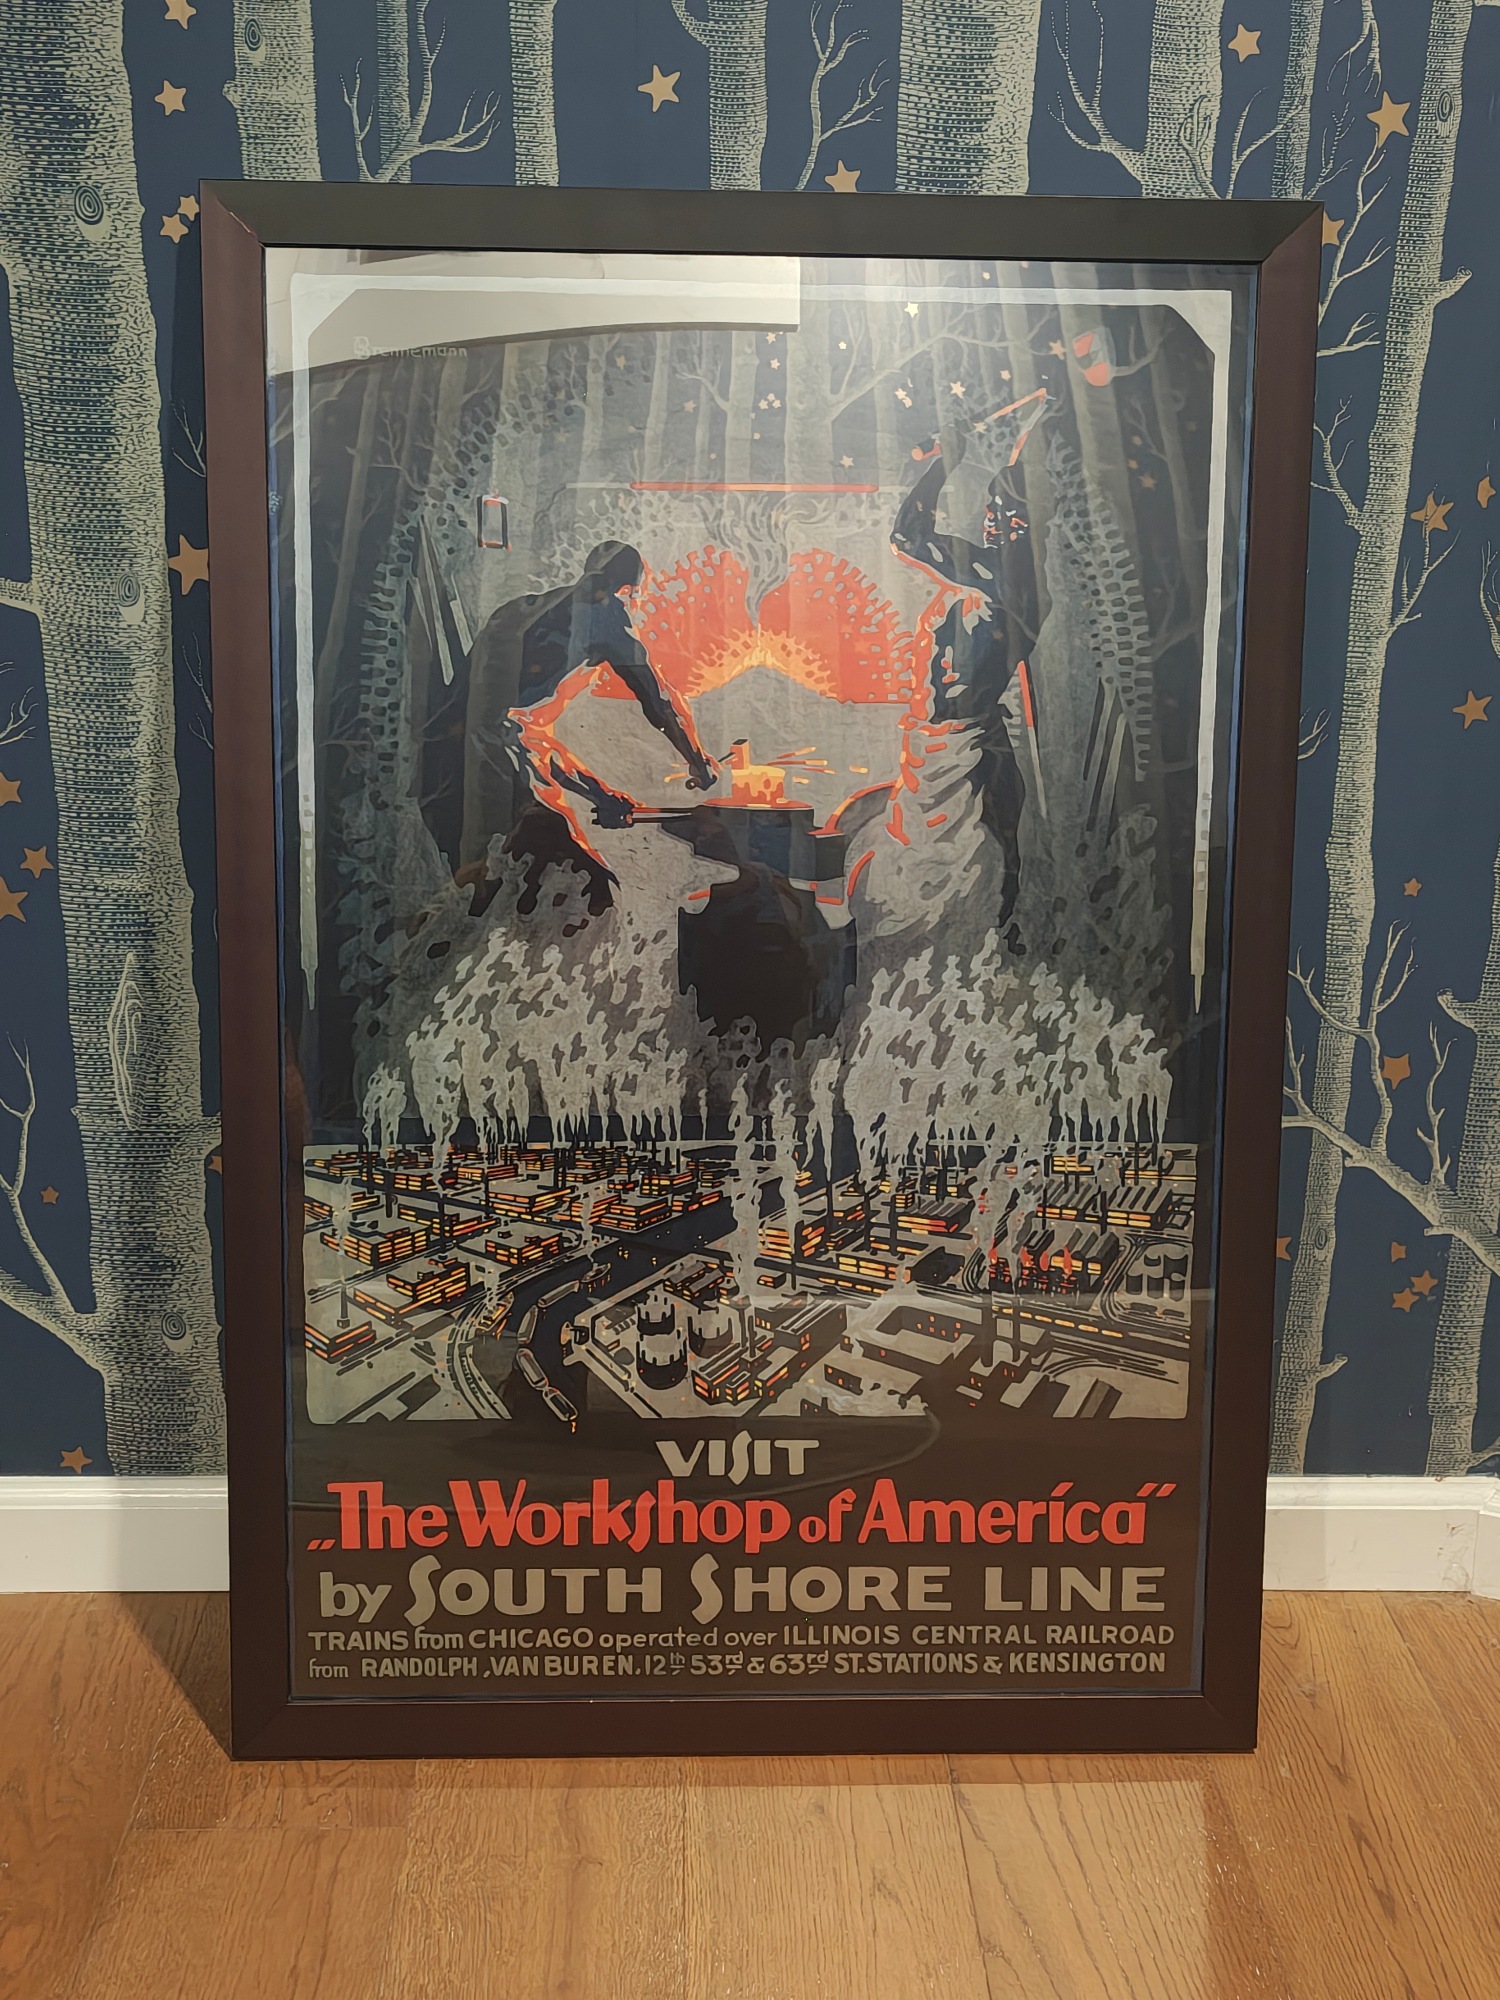 Brennemann
VISIT
„The Workshop of America"
by SOUTH SHORE LINE
TRAINS from CHICAGO operated over ILLINOIS CENTRAL RAILROAD
from RANDOLPH, VAN BUREN. 12th 53rd & 63rd ST. STATIONS & KENSINGTON